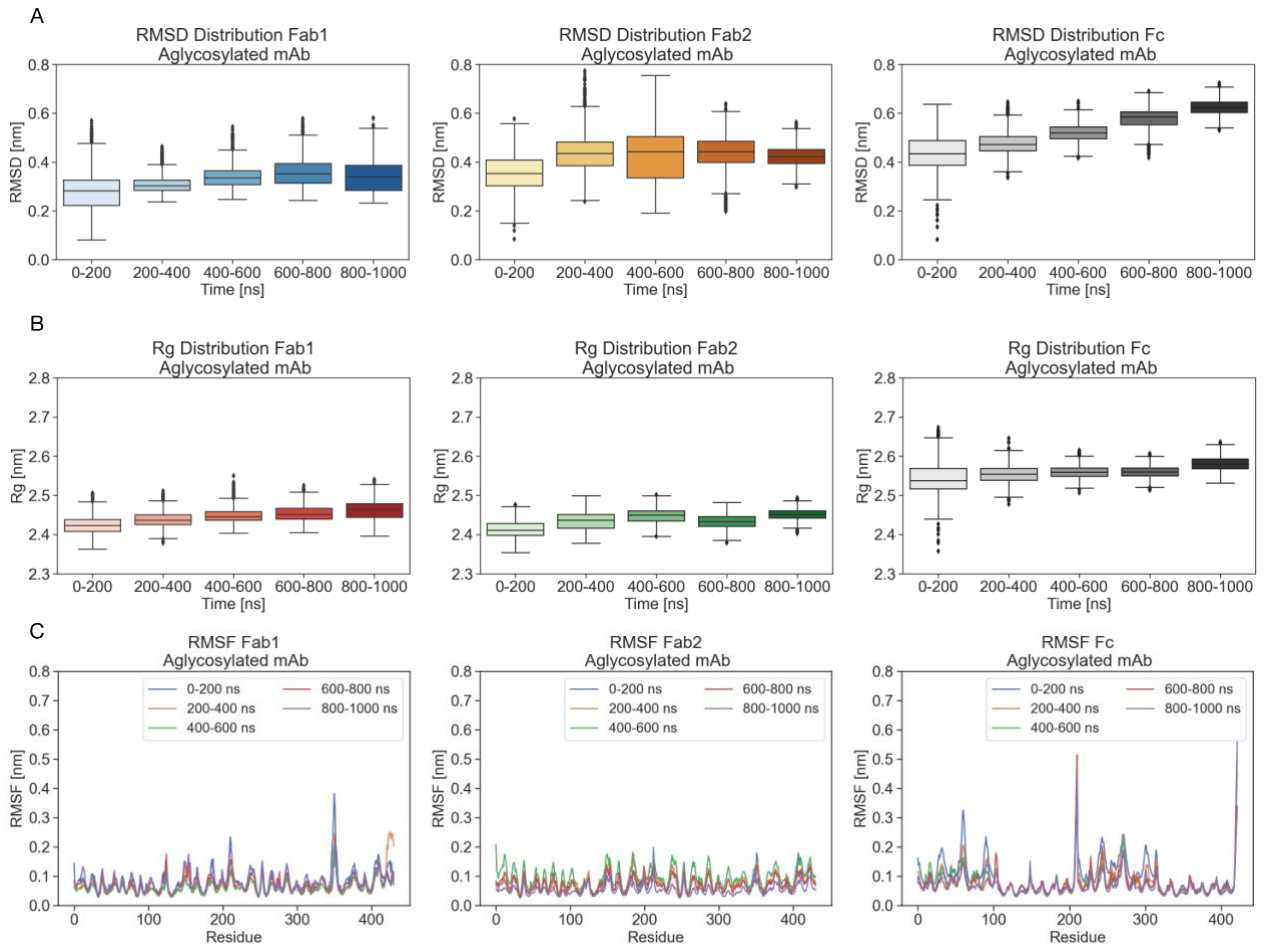 A
RMSD Distribution Fab1
Aglycosylated mAb
RMSD [nm]
0.8
0.6
0.4
0.2
0.0
0-200 200-400 400-600 600-800 800-1000
Time [ns]
RMSD Distribution Fab2
Aglycosylated mAb
RMSD [nm]
0.8
0.6
0.4
0.2
0.0
0-200 200-400 400-600 600-800 800-1000
Time [ns]
RMSD Distribution Fc
Aglycosylated mAb
RMSD [nm]
0.8
0.6
0.4
0.2
0.0
0-200 200-400 400-600 600-800 800-1000
Time [ns]
B
Rg Distribution Fab1
Aglycosylated mAb
Rg [nm]
2.8
2.7
2.6
2.5
2.4
2.3
0-200 200-400 400-600 600-800 800-1000
Time [ns]
Rg Distribution Fab2
Aglycosylated mAb
Rg [nm]
2.8
2.7
2.6
2.5
2.4
2.3
0-200 200-400 400-600 600-800 800-1000
Time [ns]
Rg Distribution Fc
Aglycosylated mAb
Rg [nm]
2.8
2.7
2.6
2.5
2.4
2.3
0-200 200-400 400-600 600-800 800-1000
Time [ns]
C
RMSF Fab1
Aglycosylated mAb
RMSF [nm]
0.8
0.7
0.6
0.5
0.4
0.3
0.2
0.1
0.0
0-200 ns 600-800 ns
200-400 ns 800-1000 ns
400-600 ns
0 100 200 300 400
Residue
RMSF Fab2
Aglycosylated mAb
RMSF [nm]
0.8
0.7
0.6
0.5
0.4
0.3
0.2
0.1
0.0
0-200 ns 600-800 ns
200-400 ns 800-1000 ns
400-600 ns
0 100 200 300 400
Residue
RMSF Fc
Aglycosylated mAb
RMSF [nm]
0.8
0.7
0.6
0.5
0.4
0.3
0.2
0.1
0.0
0-200 ns 600-800 ns
200-400 ns 800-1000 ns
400-600 ns
0 100 200 300 400
Residue